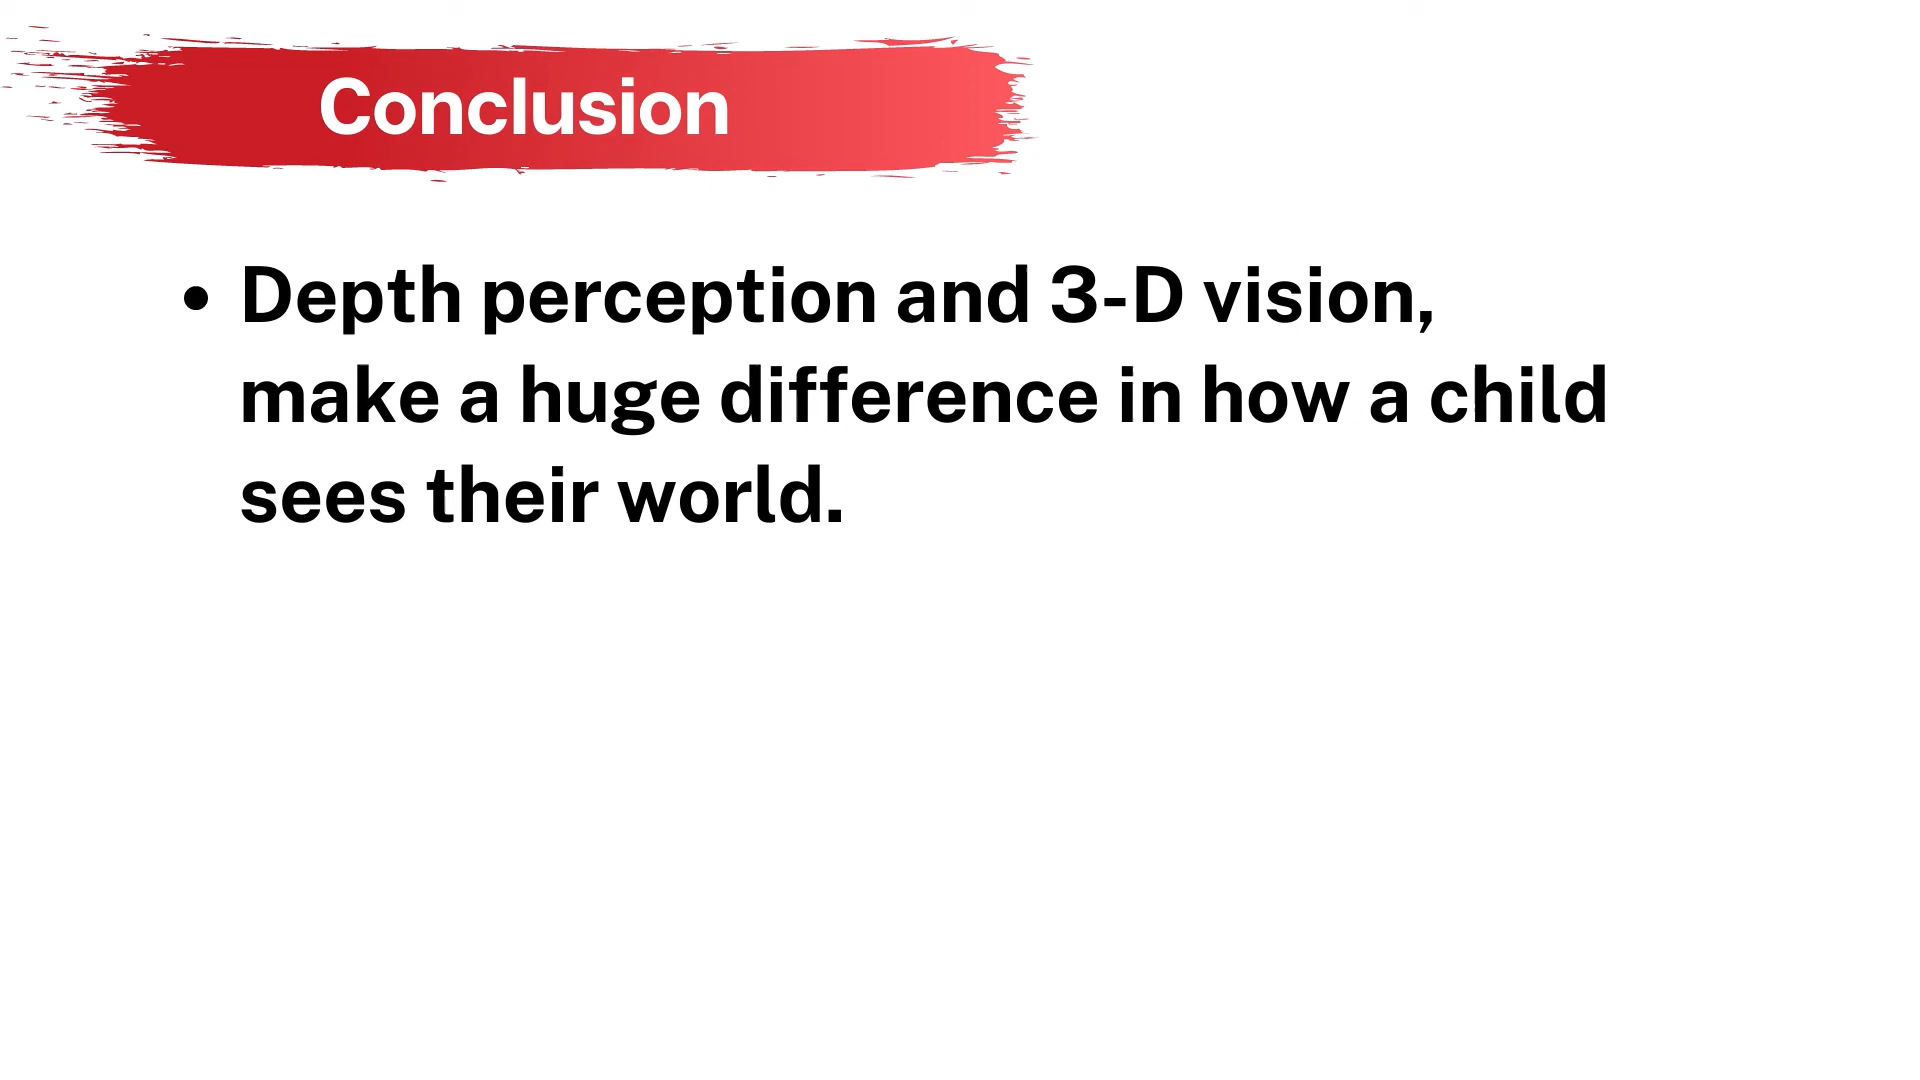 Conclusion
• Depth perception and 3-D vision,
make a huge difference in how a child
sees their world.